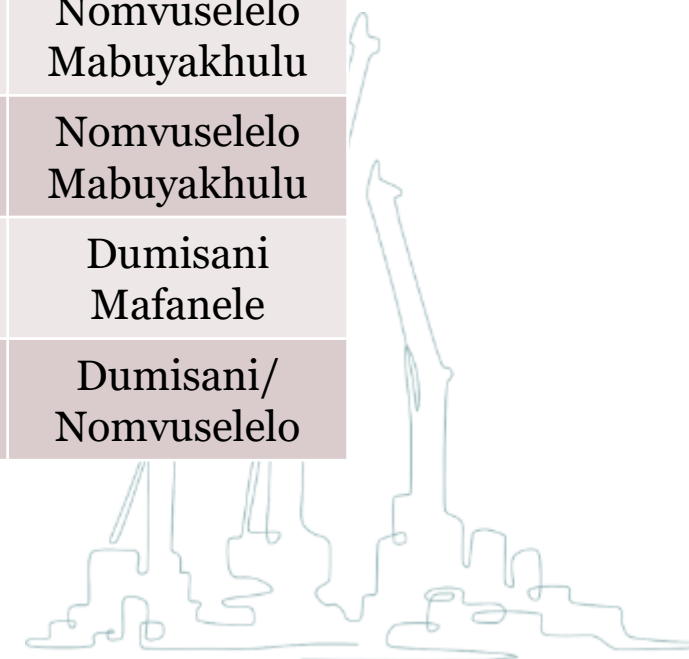 Nomvuselelo
Mabuyakhulu
Nomvuselelo
Mabuyakhulu
Dumisani
Mafanele
Dumisani/
Nomvuselelo